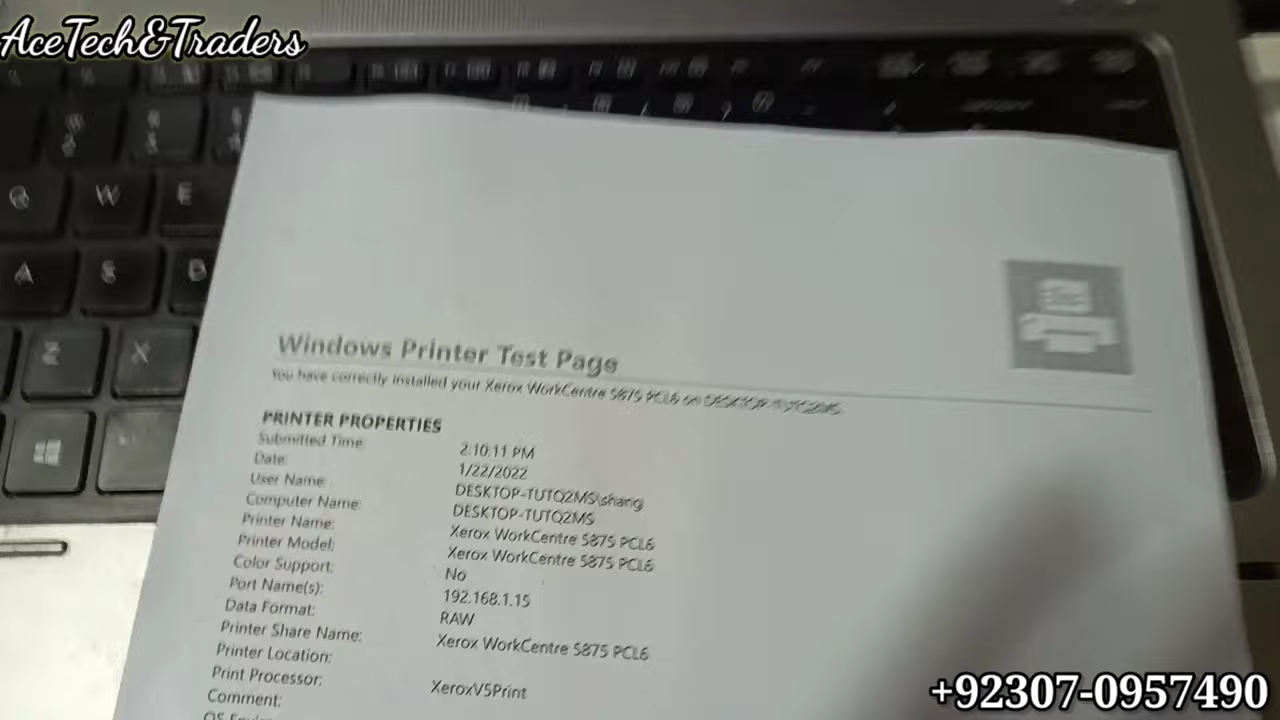 AceTech&Traders
Q W E
A S D
Z X
Windows Printer Test Page
You have correctly installed your Xerox WorkCentre 5875 PCL6 on DESKTOP-TUTQ2MS
PRINTER PROPERTIES
Submitted Time: 2:10:11 PM
Date: 1/22/2022
User Name: DESKTOP-TUTQ2MS\shang
Computer Name: DESKTOP-TUTQ2MS
Printer Name: Xerox WorkCentre 5875 PCL6
Printer Model: Xerox WorkCentre 5875 PCL6
Color Support: No
Port Name(s): 192.168.1.15
Data Format: RAW
Printer Share Name: Xerox WorkCentre 5875 PCL6
Printer Location:
Print Processor: XeroxV5Print
Comment:
+92307-0957490